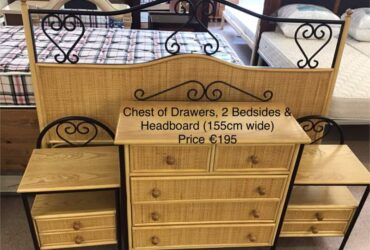 Chest of Drawers, 2 Bedsides &
Headboard (155cm wide)
Price €195